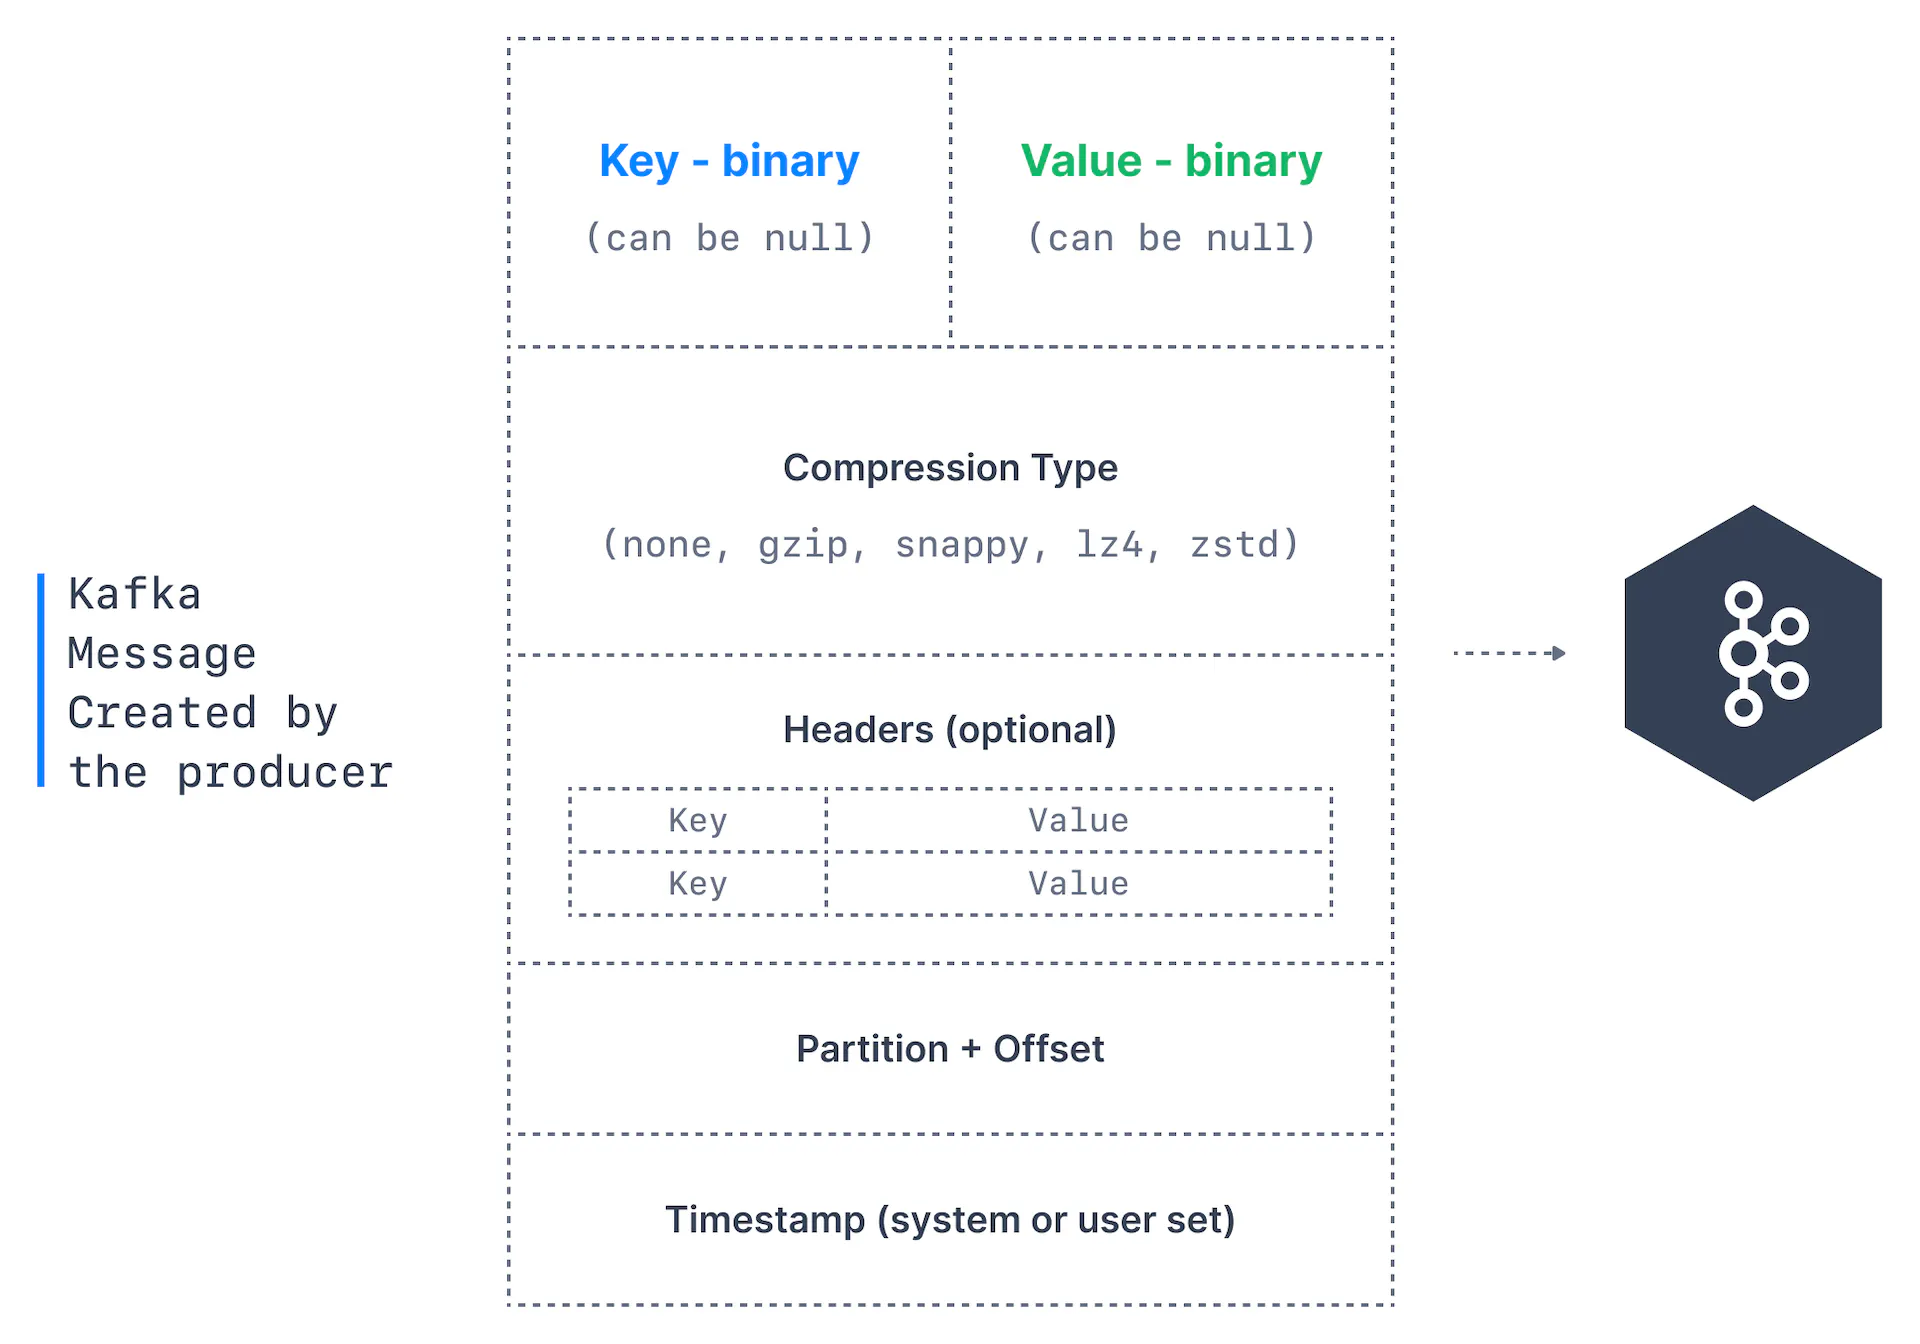 Kafka
Message
Created by
the producer
Key - binary
(can be null)
Value - binary
(can be null)
Compression Type
(none, gzip, snappy, lz4, zstd)
Headers (optional)
Key Value
Key Value
Partition + Offset
Timestamp (system or user set)